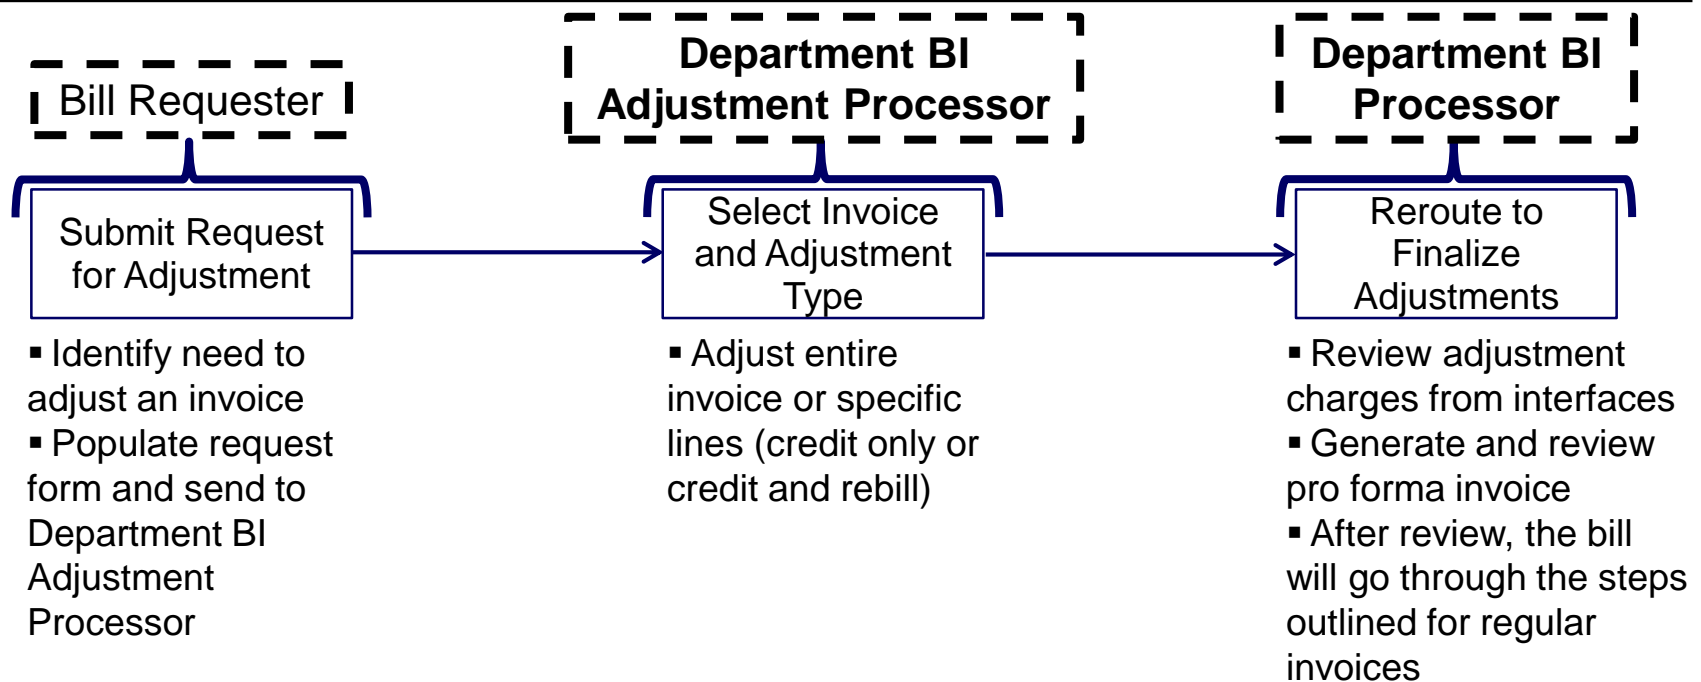 Bill Requester
Submit Request
for Adjustment
▪ Identify need to
adjust an invoice
▪ Populate request
form and send to
Department BI
Adjustment
Processor
Department BI
Adjustment Processor
Select Invoice
and Adjustment
Type
▪ Adjust entire
invoice or specific
lines (credit only or
credit and rebill)
Department BI
Processor
Reroute to
Finalize
Adjustments
▪ Review adjustment
charges from interfaces
▪ Generate and review
pro forma invoice
▪ After review, the bill
will go through the steps
outlined for regular
invoices